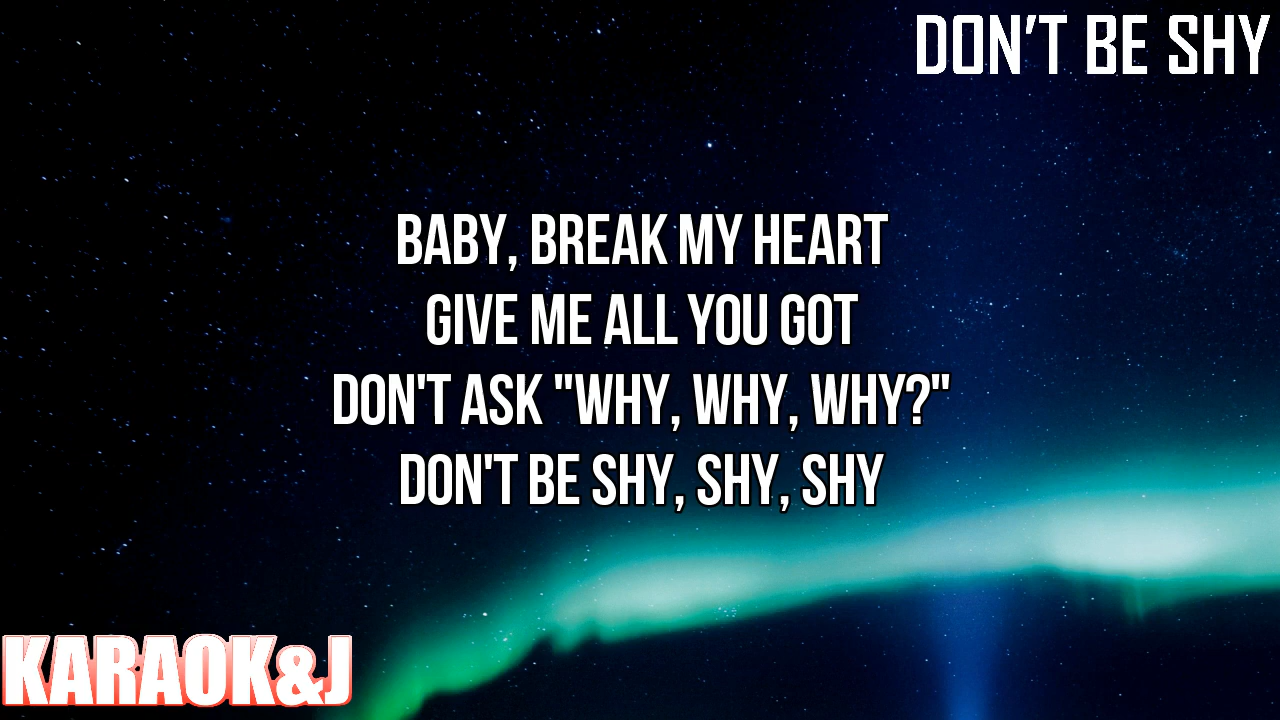 DON'T BE SHY
BABY, BREAK MY HEART
GIVE ME ALL YOU GOT
DON'T ASK "WHY, WHY, WHY?"
DON'T BE SHY, SHY, SHY
KARAOK&J